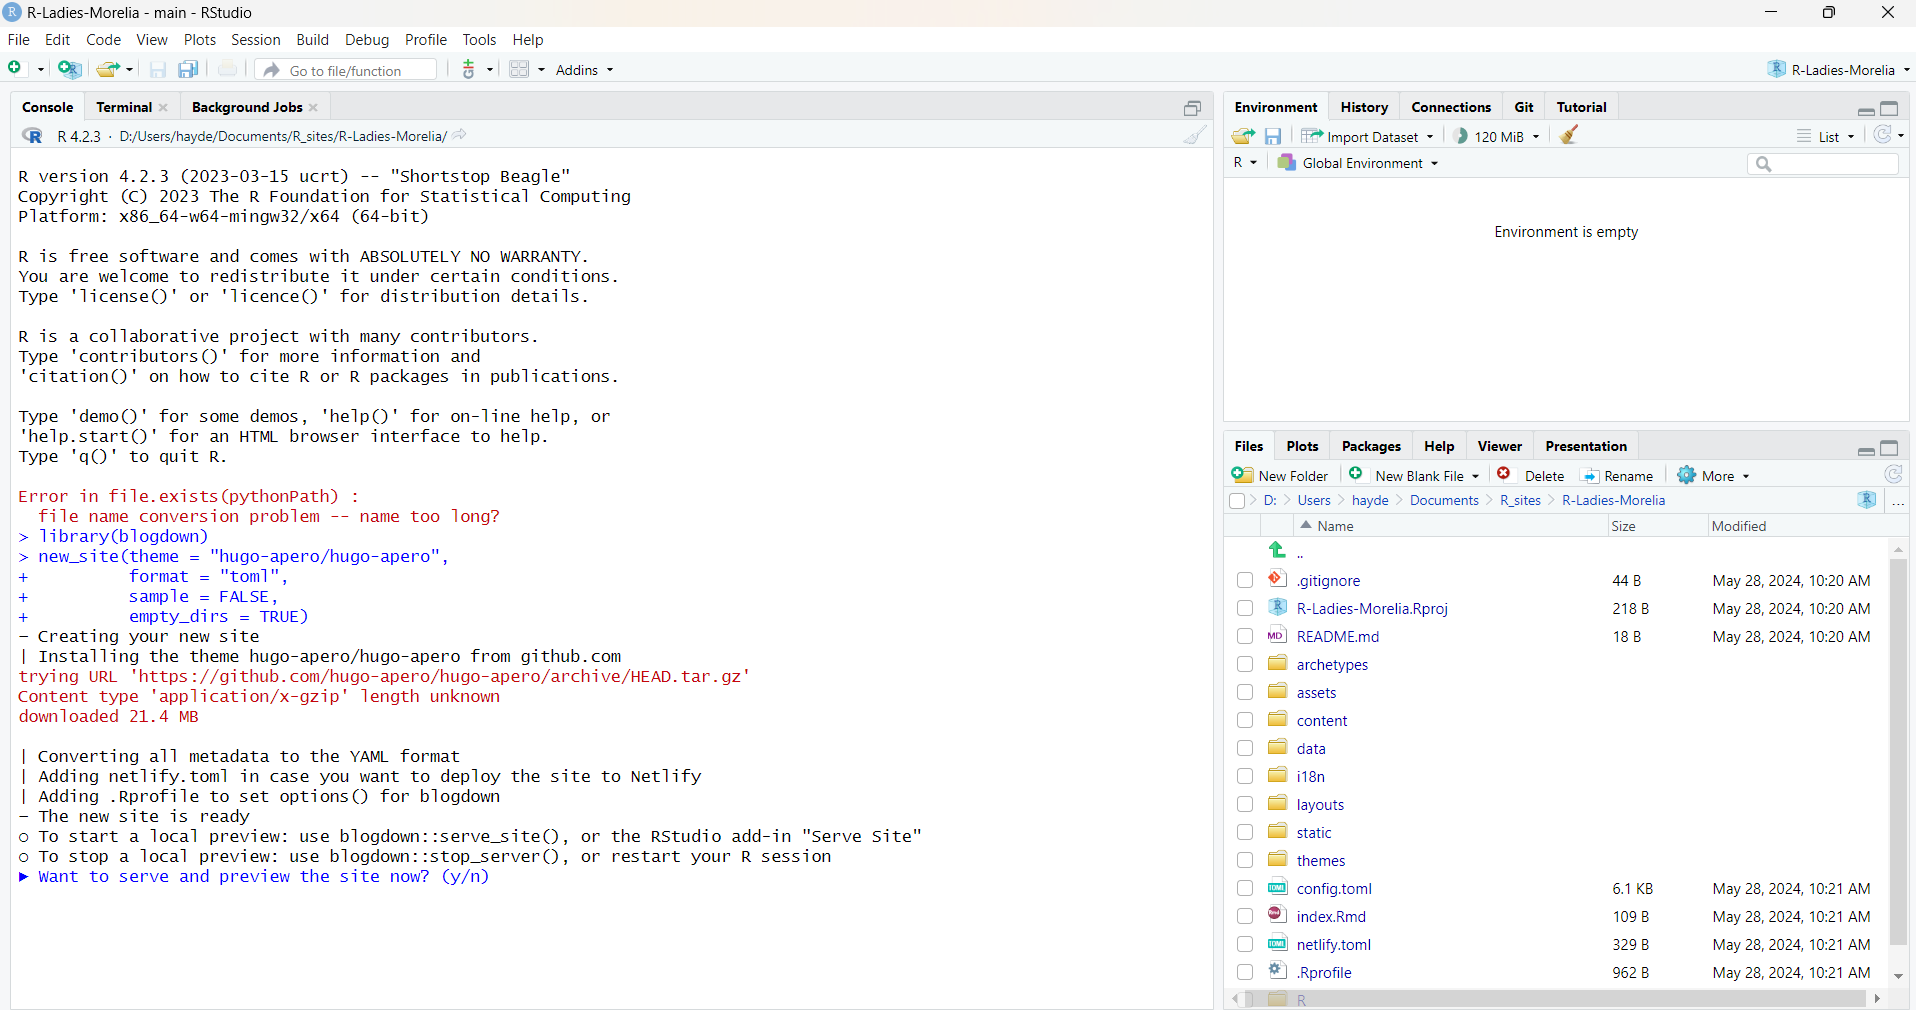 R-Ladies-Morelia - main - RStudio
File Edit Code View Plots Session Build Debug Profile Tools Help
Go to file/function Addins R-Ladies-Morelia
Console Terminal Background Jobs
R 4.2.3 · D:/Users/hayde/Documents/R_sites/R-Ladies-Morelia/
R version 4.2.3 (2023-03-15 ucrt) -- "Shortstop Beagle"
Copyright (C) 2023 The R Foundation for Statistical Computing
Platform: x86_64-w64-mingw32/x64 (64-bit)
R is free software and comes with ABSOLUTELY NO WARRANTY.
You are welcome to redistribute it under certain conditions.
Type 'license()' or 'licence()' for distribution details.
R is a collaborative project with many contributors.
Type 'contributors()' for more information and
'citation()' on how to cite R or R packages in publications.
Type 'demo()' for some demos, 'help()' for on-line help, or
'help.start()' for an HTML browser interface to help.
Type 'q()' to quit R.
Error in file.exists(pythonPath) :
file name conversion problem -- name too long?
> library(blogdown)
> new_site(theme = "hugo-apero/hugo-apero",
+ format = "toml",
+ sample = FALSE,
+ empty_dirs = TRUE)
― Creating your new site
| Installing the theme hugo-apero/hugo-apero from github.com
trying URL 'https://github.com/hugo-apero/hugo-apero/archive/HEAD.tar.gz'
Content type 'application/x-gzip' length unknown
downloaded 21.4 MB
| Converting all metadata to the YAML format
| Adding netlify.toml in case you want to deploy the site to Netlify
| Adding .Rprofile to set options() for blogdown
― The new site is ready
○ To start a local preview: use blogdown::serve_site(), or the RStudio add-in "Serve Site"
○ To stop a local preview: use blogdown::stop_server(), or restart your R session
► Want to serve and preview the site now? (y/n)
Environment History Connections Git Tutorial
Import Dataset 120 MiB List
R Global Environment
Environment is empty
Files Plots Packages Help Viewer Presentation
New Folder New Blank File Delete Rename More
D: Users hayde Documents R_sites R-Ladies-Morelia ...
Name Size Modified
..
.gitignore 44 B May 28, 2024, 10:20 AM
R-Ladies-Morelia.Rproj 218 B May 28, 2024, 10:20 AM
README.md 18 B May 28, 2024, 10:20 AM
archetypes
assets
content
data
i18n
layouts
static
themes
config.toml 6.1 KB May 28, 2024, 10:21 AM
index.Rmd 109 B May 28, 2024, 10:21 AM
netlify.toml 329 B May 28, 2024, 10:21 AM
.Rprofile 962 B May 28, 2024, 10:21 AM
R